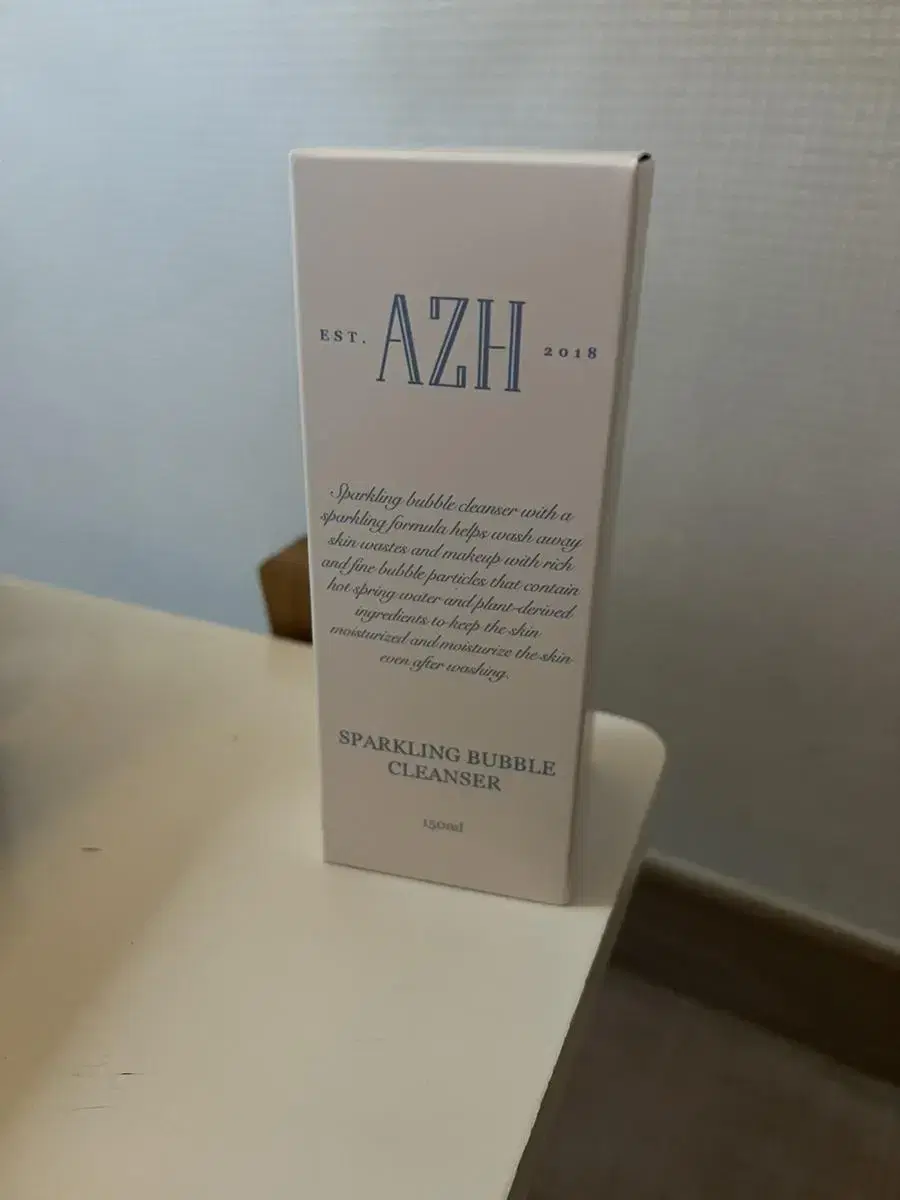 EST. AZH 2018
Sparkling bubble cleanser with a
sparkling formula helps wash away
skin wastes and makeup with rich
and fine bubble particles that contain
hot spring water and plant-derived
ingredients to keep the skin
moisturized and moisturize the skin
even after washing.
SPARKLING BUBBLE
CLEANSER
150ml